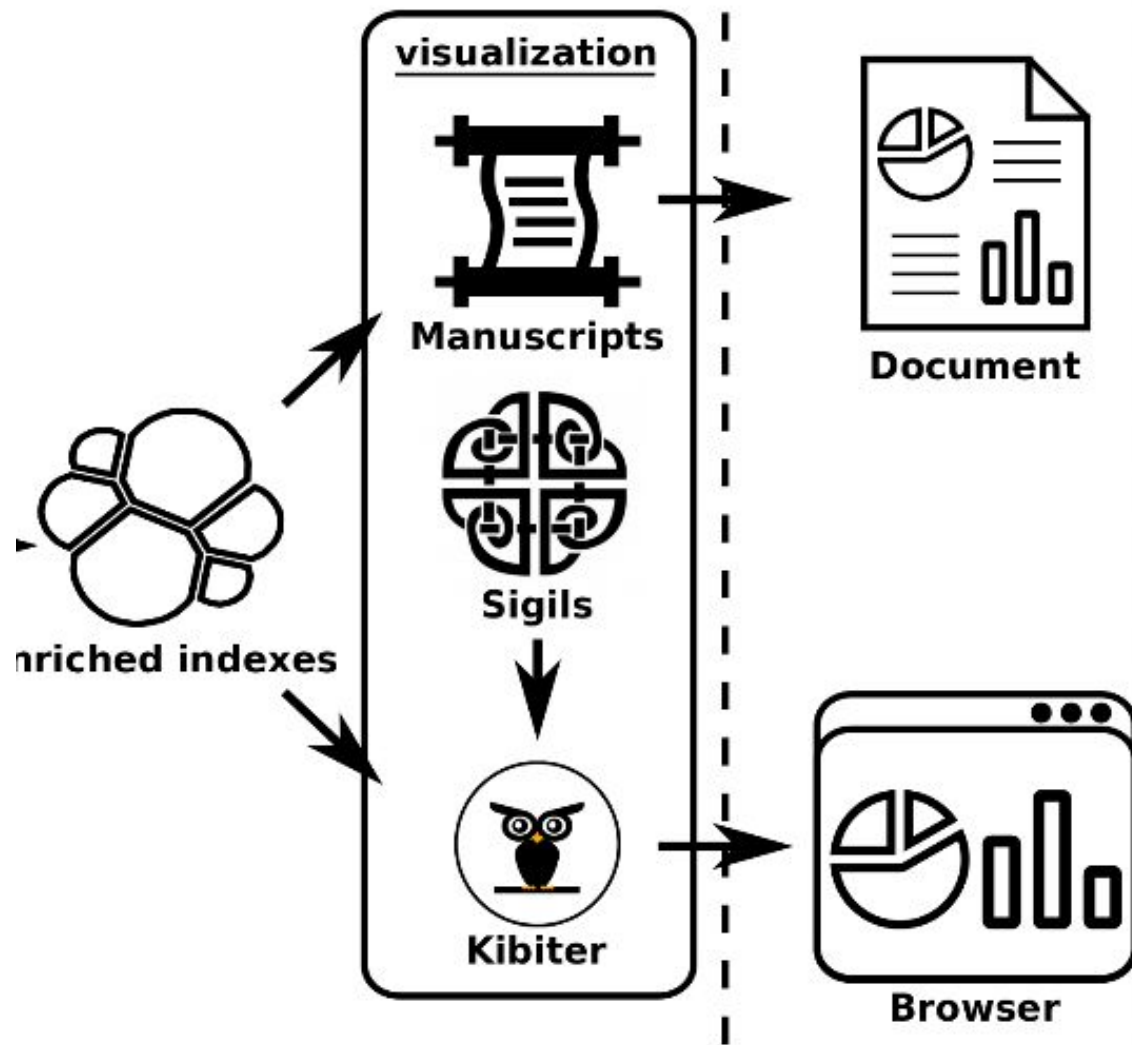 visualization
Manuscripts
Document
Sigils
nriched indexes
Kibiter
Browser